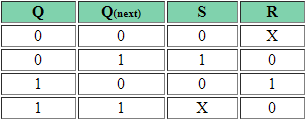 Q Q(next) S R
0 0 0 X
0 1 1 0
1 0 0 1
1 1 X 0